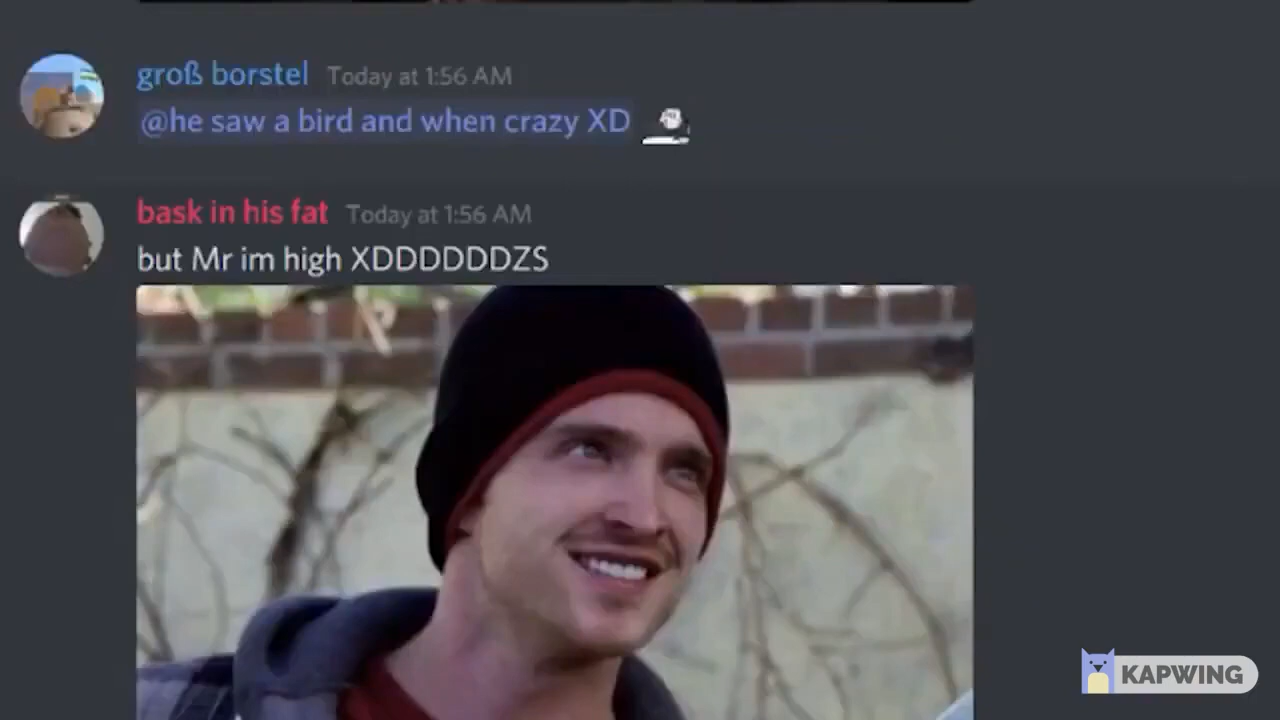 groß borstel Today at 1:56 AM
@he saw a bird and when crazy XD
bask in his fat Today at 1:56 AM
but Mr im high XDDDDDDZS
KAPWING